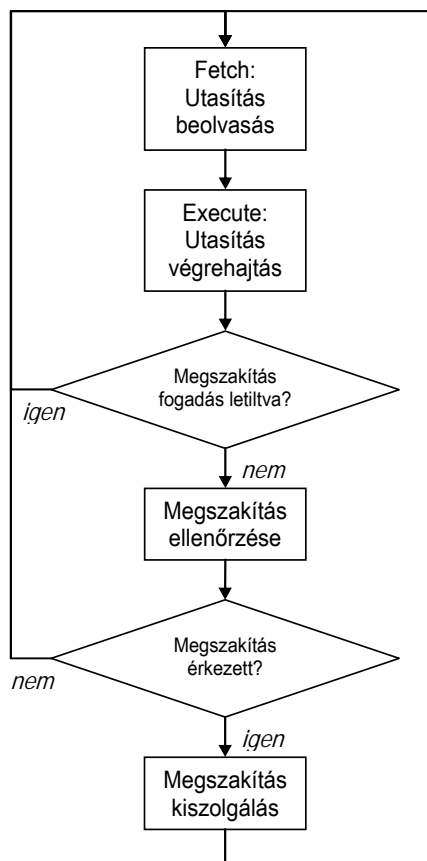 Fetch:
Utasítás
beolvasás
Execute:
Utasítás
végrehajtás
Megszakítás
fogadás letiltva?
igen
nem
Megszakítás
ellenőrzése
Megszakítás
érkezett?
nem
igen
Megszakítás
kiszolgálás